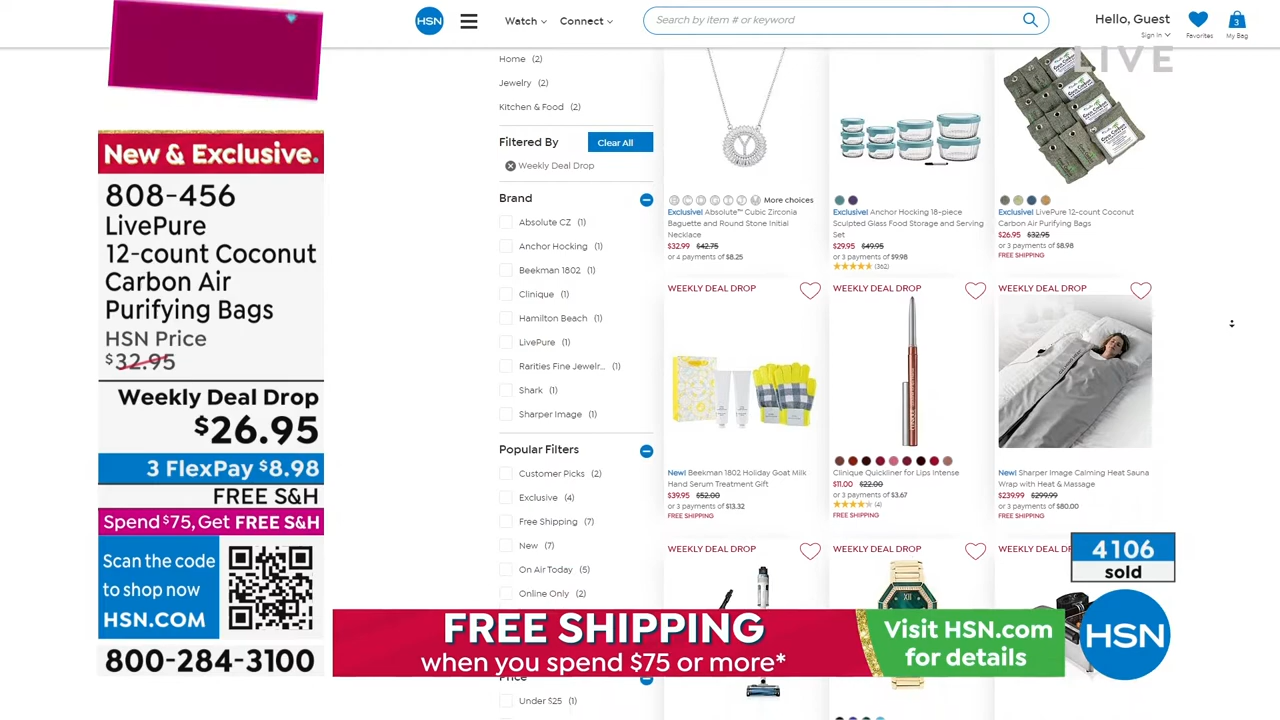 HSN
Watch
Connect
Search by item # or keyword
Hello, Guest
Sign in
Favorites
3
My Bag
LIVE
New & Exclusive.
808-456
LivePure
12-count Coconut
Carbon Air
Purifying Bags
HSN Price
$32.95
Weekly Deal Drop
$26.95
3 FlexPay $8.98
FREE S&H
Spend $75, Get FREE S&H
Scan the code
to shop now
HSN.COM
800-284-3100
Home (2)
Jewelry (2)
Kitchen & Food (2)
Filtered By
Clear All
Weekly Deal Drop
Brand
Absolute CZ (1)
Anchor Hocking (1)
Beekman 1802 (1)
Clinique (1)
Hamilton Beach (1)
LivePure (1)
Rarities Fine Jewelr... (1)
Shark (1)
Sharper Image (1)
Popular Filters
Customer Picks (2)
Exclusive (4)
Free Shipping (7)
New (7)
On Air Today (5)
Online Only (2)
Price
Under $25 (1)
More choices
Exclusive! Absolute™ Cubic Zirconia
Baguette and Round Stone Initial
Necklace
$32.99 $42.75
or 4 payments of $8.25
Exclusive! Anchor Hocking 18-piece
Sculpted Glass Food Storage and Serving
Set
$29.95 $49.95
or 3 payments of $9.98
(362)
Exclusive! LivePure 12-count Coconut
Carbon Air Purifying Bags
$26.95 $32.95
or 3 payments of $8.98
FREE SHIPPING
WEEKLY DEAL DROP
New! Beekman 1802 Holiday Goat Milk
Hand Serum Treatment Gift
$39.95 $52.00
or 3 payments of $13.32
FREE SHIPPING
WEEKLY DEAL DROP
Clinique Quickliner for Lips Intense
$11.00 $22.00
or 3 payments of $3.67
(4)
FREE SHIPPING
WEEKLY DEAL DROP
New! Sharper Image Calming Heat Sauna
Wrap with Heat & Massage
$239.99 $299.99
or 3 payments of $80.00
FREE SHIPPING
WEEKLY DEAL DROP
WEEKLY DEAL DROP
WEEKLY DEAL DROP
4106
sold
FREE SHIPPING
when you spend $75 or more*
Visit HSN.com
for details
HSN